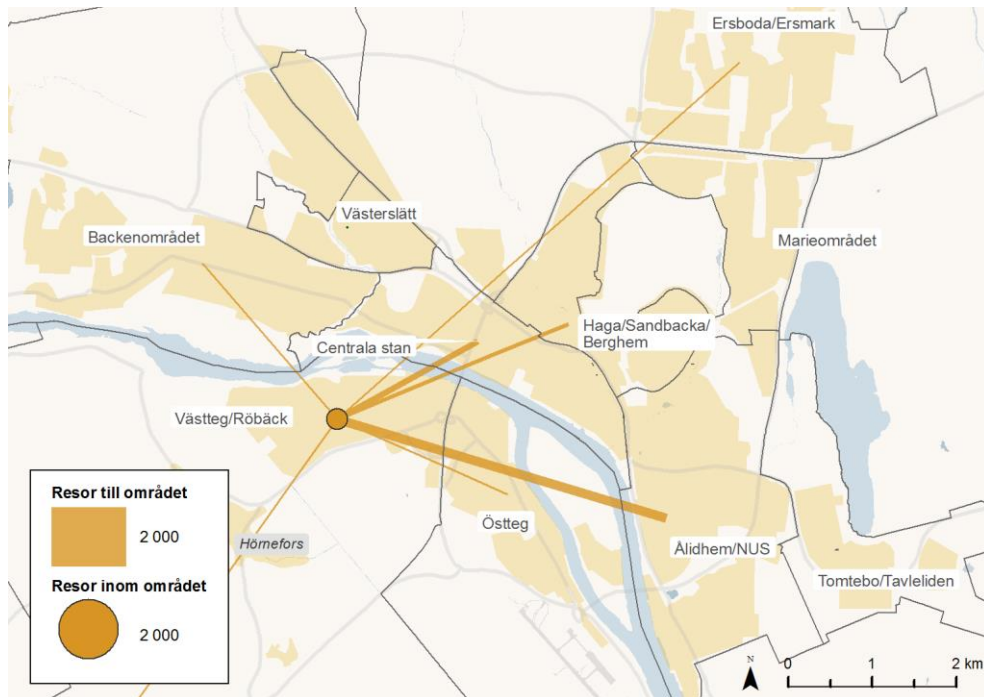 Ersboda/Ersmark
Västerslätt
Backenområdet
Marieområdet
Haga/Sandbacka/
Berghem
Centrala stan
Västteg/Röbäck
Östteg
Hörnefors
Ålidhem/NUS
Tomtebo/Tavleliden
Resor till området
2 000
Resor inom området
2 000
N
0 1 2 km